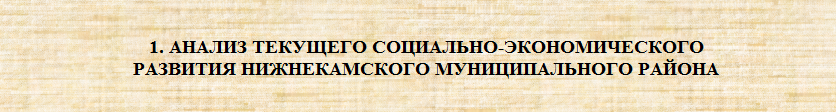 1. АНАЛИЗ ТЕКУЩЕГО СОЦИАЛЬНО-ЭКОНОМИЧЕСКОГО
РАЗВИТИЯ НИЖНЕКАМСКОГО МУНИЦИПАЛЬНОГО РАЙОНА